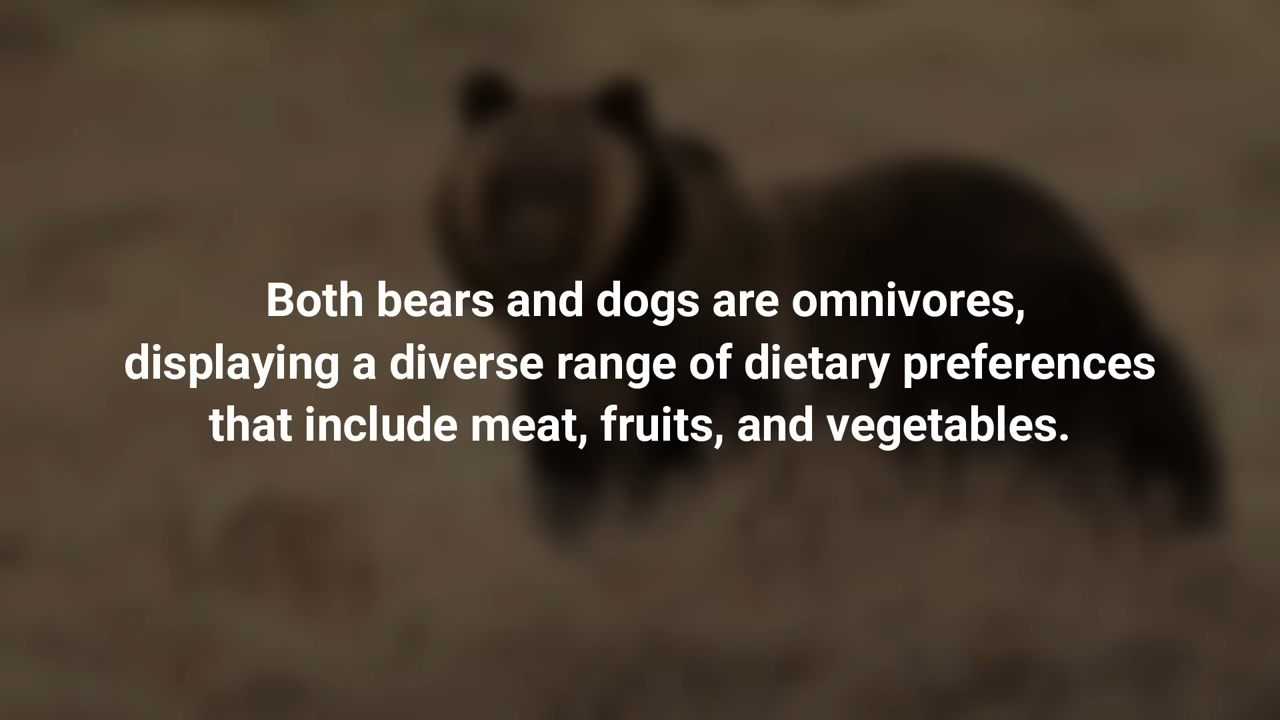 Both bears and dogs are omnivores,
displaying a diverse range of dietary preferences
that include meat, fruits, and vegetables.